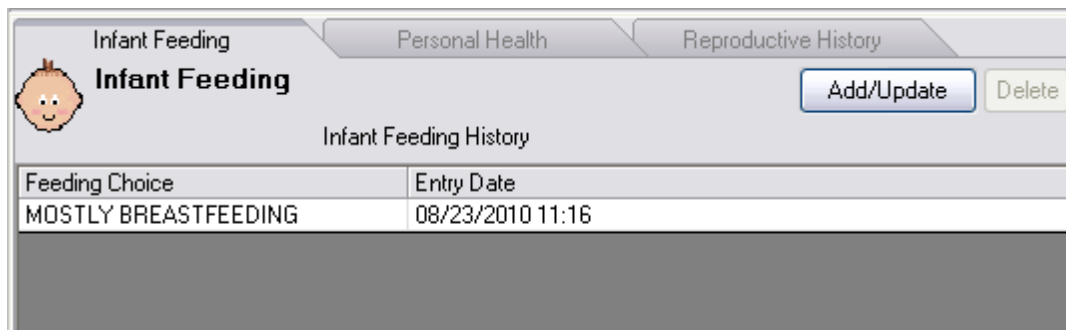 Infant Feeding Personal Health Reproductive History
Infant Feeding
Add/Update Delete
Infant Feeding History
Feeding Choice Entry Date
MOSTLY BREASTFEEDING 08/23/2010 11:16